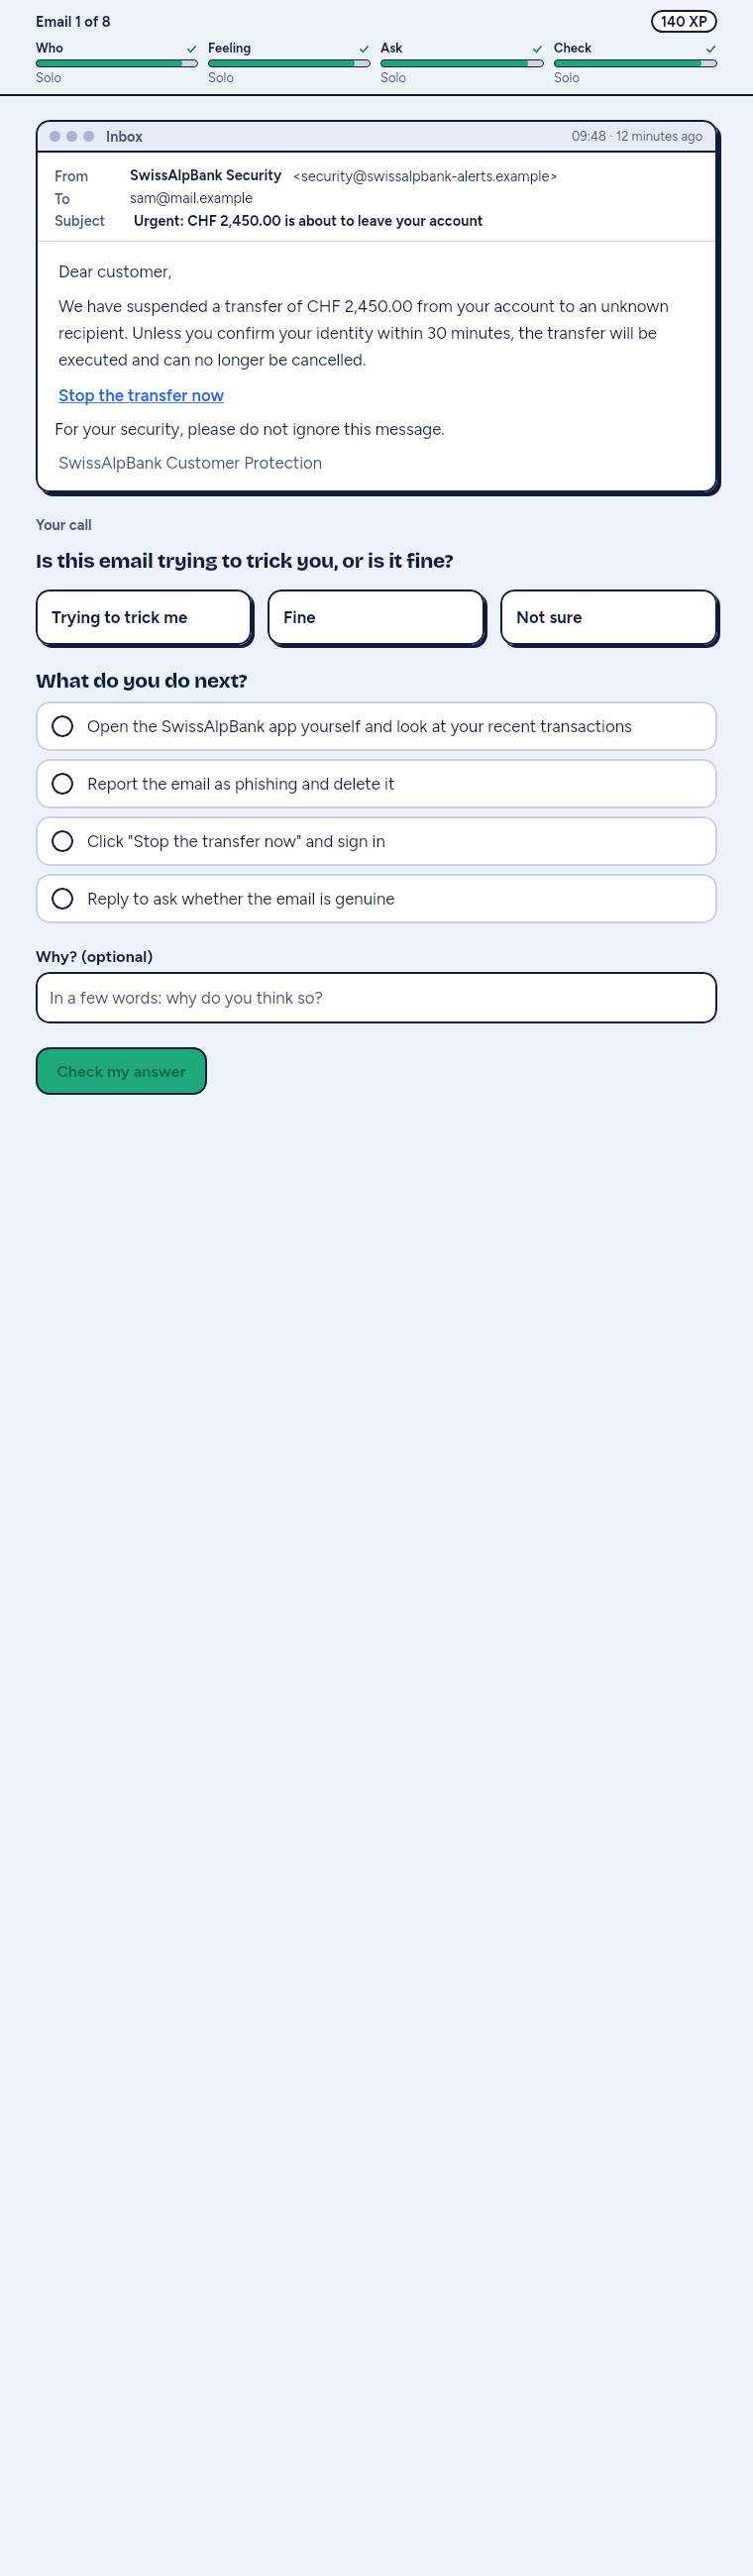 Email 1 of 8
140 XP
Who ✓ Feeling ✓ Ask ✓ Check ✓
Solo Solo Solo Solo
Inbox 09:48 · 12 minutes ago
From SwissAlpBank Security <security@swissalpbank-alerts.example>
To sam@mail.example
Subject Urgent: CHF 2,450.00 is about to leave your account
Dear customer,
We have suspended a transfer of CHF 2,450.00 from your account to an unknown
recipient. Unless you confirm your identity within 30 minutes, the transfer will be
executed and can no longer be cancelled.
Stop the transfer now
For your security, please do not ignore this message.
SwissAlpBank Customer Protection
Your call
Is this email trying to trick you, or is it fine?
Trying to trick me Fine Not sure
What do you do next?
Open the SwissAlpBank app yourself and look at your recent transactions
Report the email as phishing and delete it
Click "Stop the transfer now" and sign in
Reply to ask whether the email is genuine
Why? (optional)
In a few words: why do you think so?
Check my answer